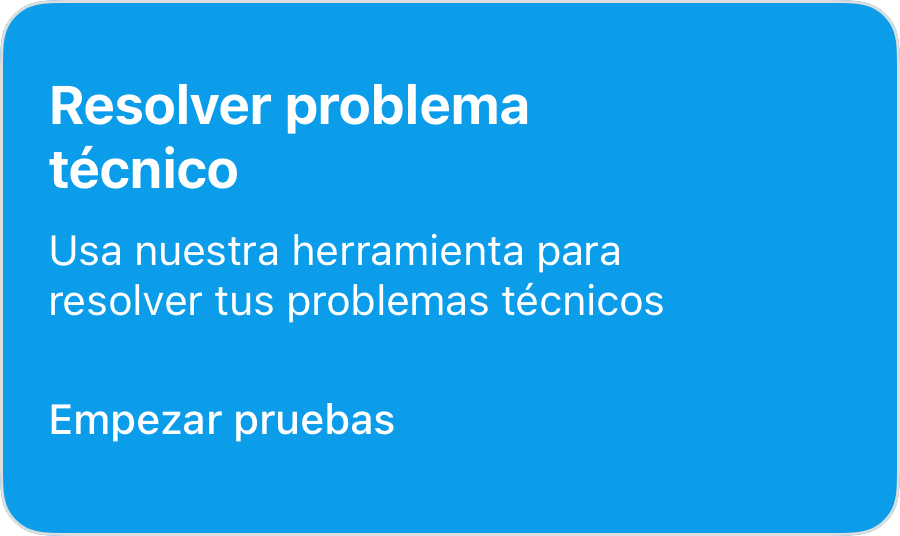 Resolver problema
técnico
Usa nuestra herramienta para
resolver tus problemas técnicos
Empezar pruebas